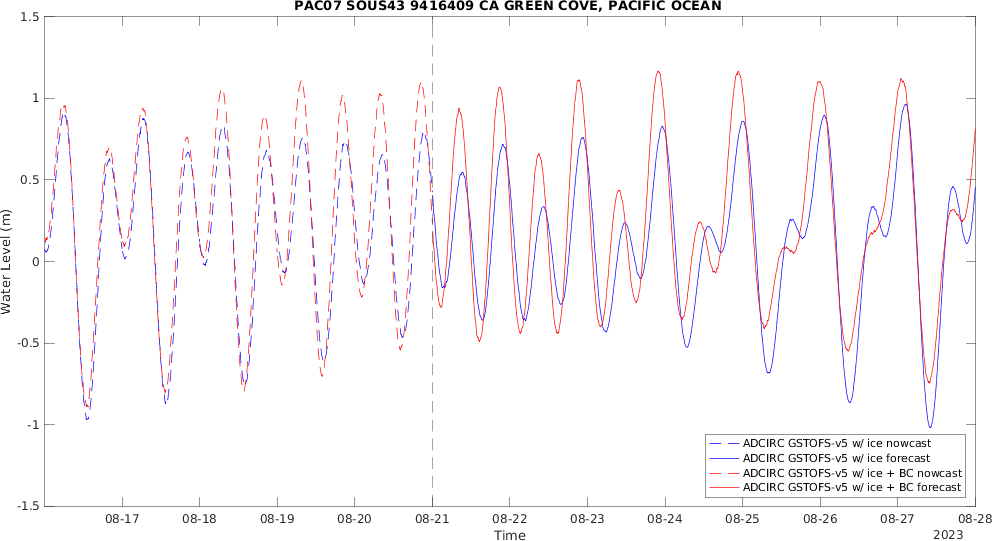 PAC07 SOUS43 9416409 CA GREEN COVE, PACIFIC OCEAN
1.5
1
0.5
0
-0.5
-1
-1.5
Water Level (m)
ADCIRC GSTOFS-v5 w/ ice nowcast
ADCIRC GSTOFS-v5 w/ ice forecast
ADCIRC GSTOFS-v5 w/ ice + BC nowcast
ADCIRC GSTOFS-v5 w/ ice + BC forecast
08-17 08-18 08-19 08-20 08-21 08-22 08-23 08-24 08-25 08-26 08-27 08-28
Time
2023